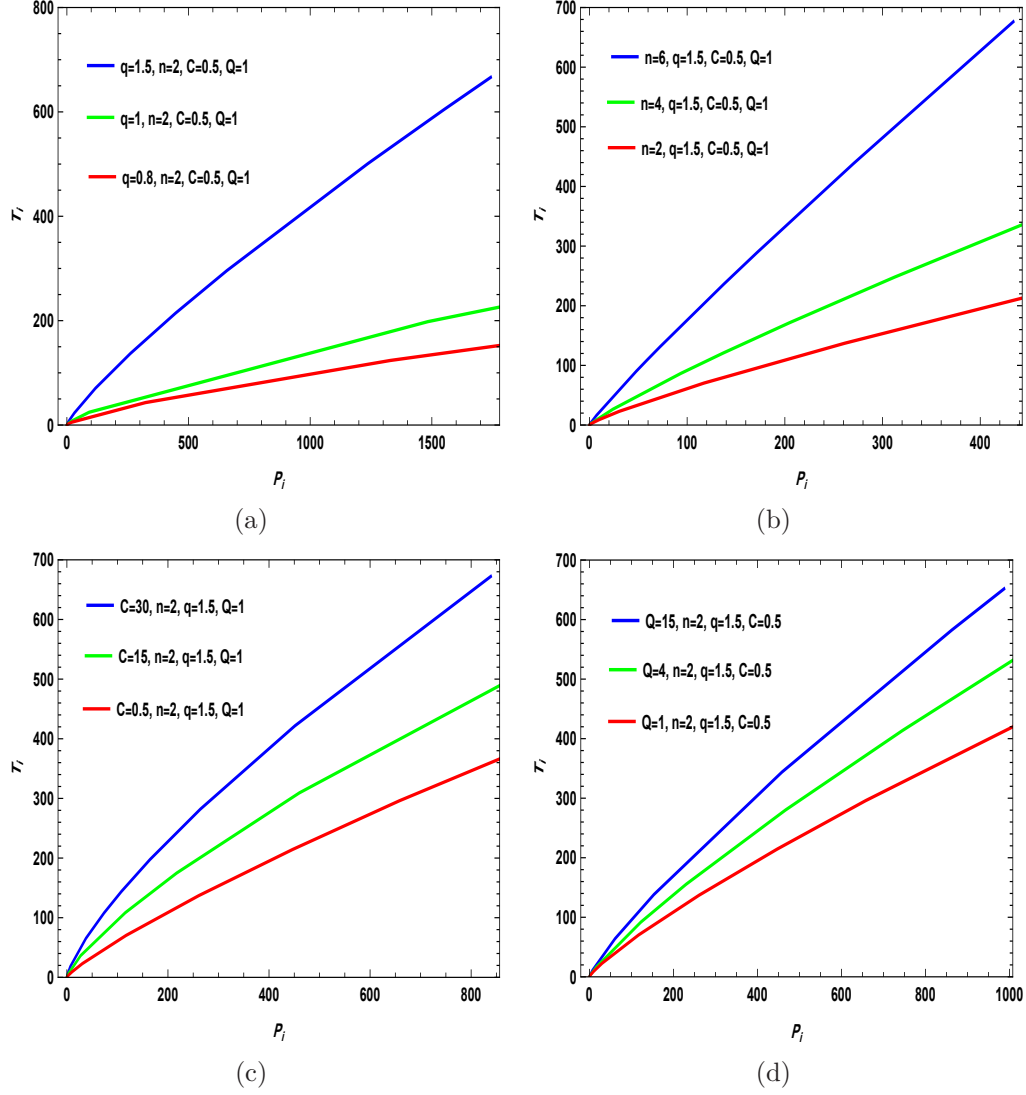 800
600
400
200
0
T_i
q=1.5, n=2, C=0.5, Q=1
q=1, n=2, C=0.5, Q=1
q=0.8, n=2, C=0.5, Q=1
0 500 1000 1500
P_i
(a)
700
600
500
400
300
200
100
0
T_i
n=6, q=1.5, C=0.5, Q=1
n=4, q=1.5, C=0.5, Q=1
n=2, q=1.5, C=0.5, Q=1
0 100 200 300 400
P_i
(b)
700
600
500
400
300
200
100
0
T_i
C=30, n=2, q=1.5, Q=1
C=15, n=2, q=1.5, Q=1
C=0.5, n=2, q=1.5, Q=1
0 200 400 600 800
P_i
(c)
700
600
500
400
300
200
100
0
T_i
Q=15, n=2, q=1.5, C=0.5
Q=4, n=2, q=1.5, C=0.5
Q=1, n=2, q=1.5, C=0.5
0 200 400 600 800 1000
P_i
(d)